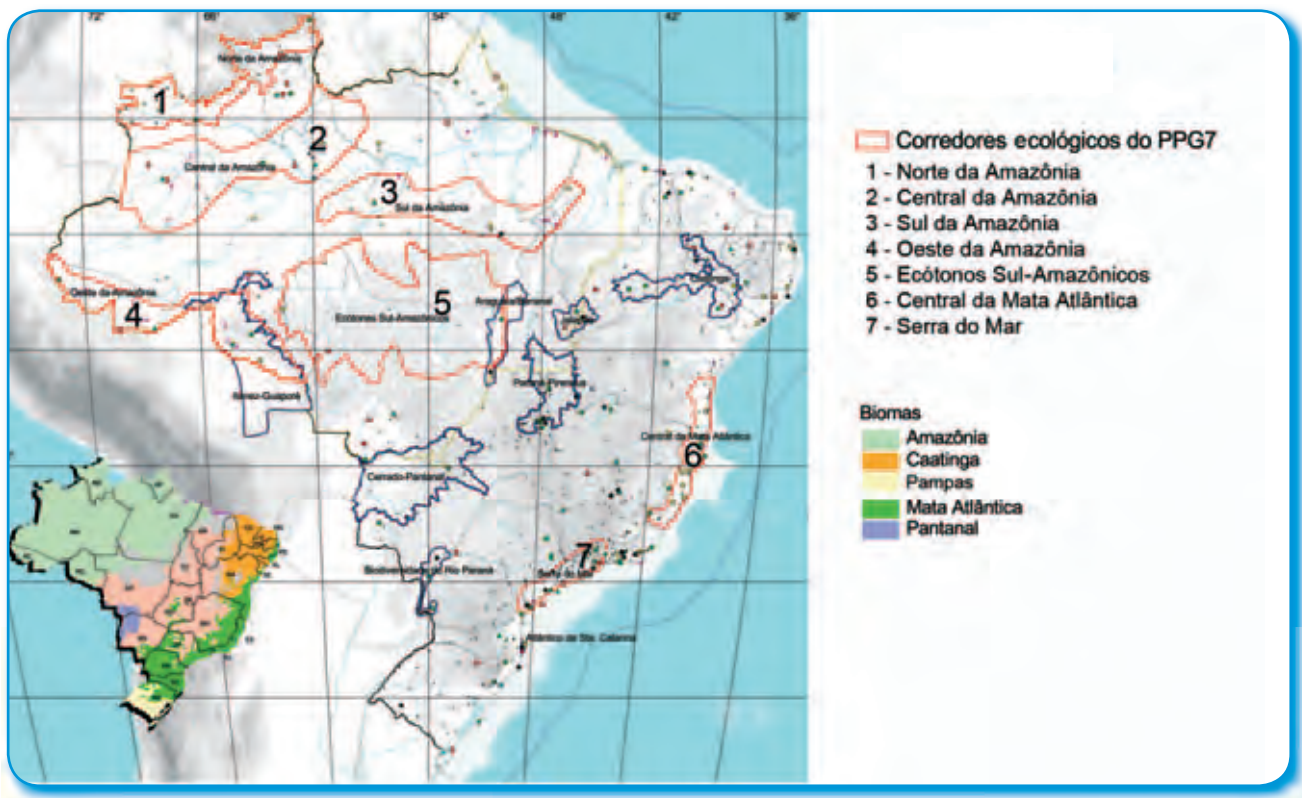 72°
66°
54°
48°
42°
36°
Norte da Amazônia
1
2
Central da Amazônia
3
Sul da Amazônia
Oeste da Amazônia
4
5
Ecótonos Sul-Amazônicos
Cerrado-Pantanal
Central da Mata Atlântica
6
7
Serra do Mar
Biodiversidade do Rio Paraná
Atlântico de Sta. Catarina
Corredores ecológicos do PPG7
1 - Norte da Amazônia
2 - Central da Amazônia
3 - Sul da Amazônia
4 - Oeste da Amazônia
5 - Ecótonos Sul-Amazônicos
6 - Central da Mata Atlântica
7 - Serra do Mar
Biomas
Amazônia
Caatinga
Pampas
Mata Atlântica
Pantanal